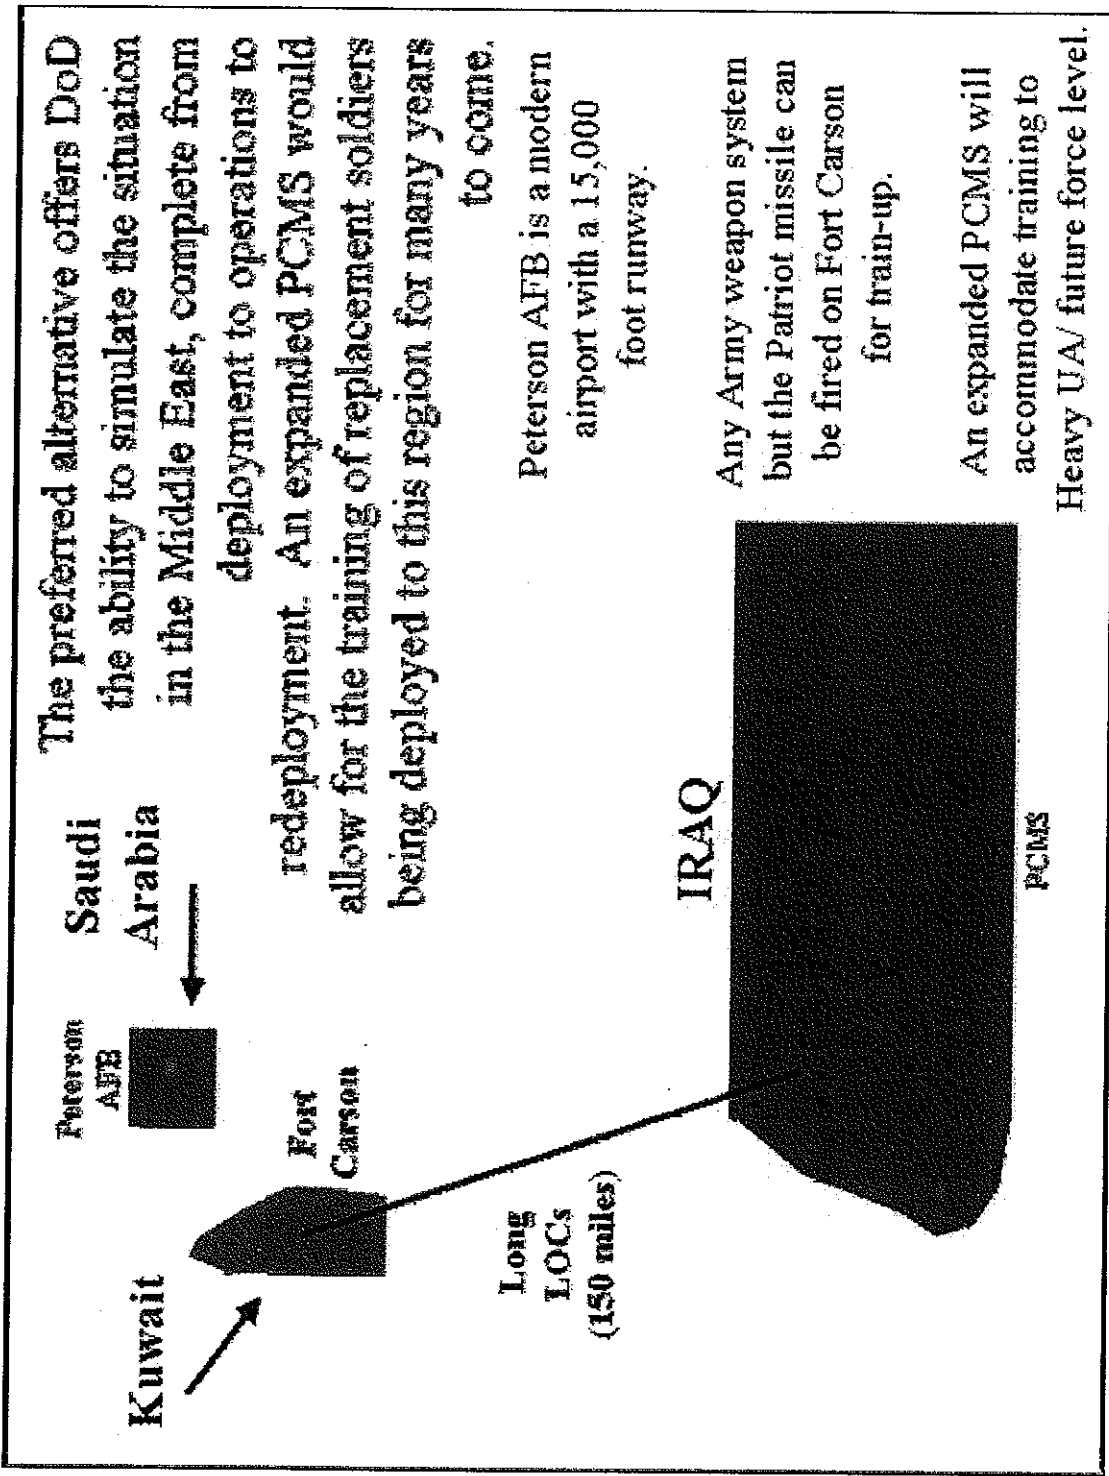 Kuwait
Peterson
AFB
Saudi
Arabia
Fort
Carson
Long
LOCs
(150 miles)
IRAQ
PCMS
The preferred alternative offers DoD
the ability to simulate the situation
in the Middle East, complete from
deployment to operations to
redeployment. An expanded PCMS would
allow for the training of replacement soldiers
being deployed to this region for many years
to come.
Peterson AFB is a modern
airport with a 15,000
foot runway.
Any Army weapon system
but the Patriot missile can
be fired on Fort Carson
for train-up.
An expanded PCMS will
accommodate training to
Heavy UA/ future force level.